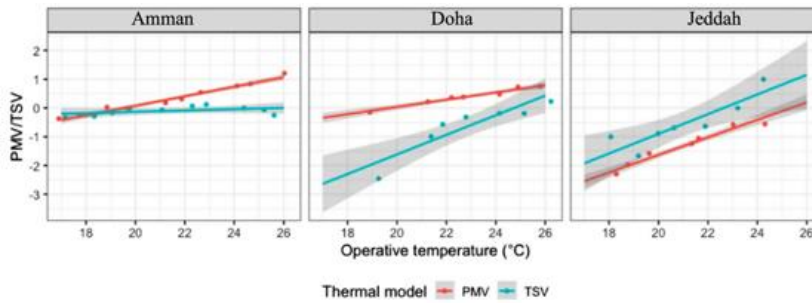 Amman
Doha
Jeddah
PMV/TSV
2
1
0
-1
-2
-3
18 20 22 24 26
18 20 22 24 26
18 20 22 24 26
Operative temperature (°C)
Thermal model PMV TSV